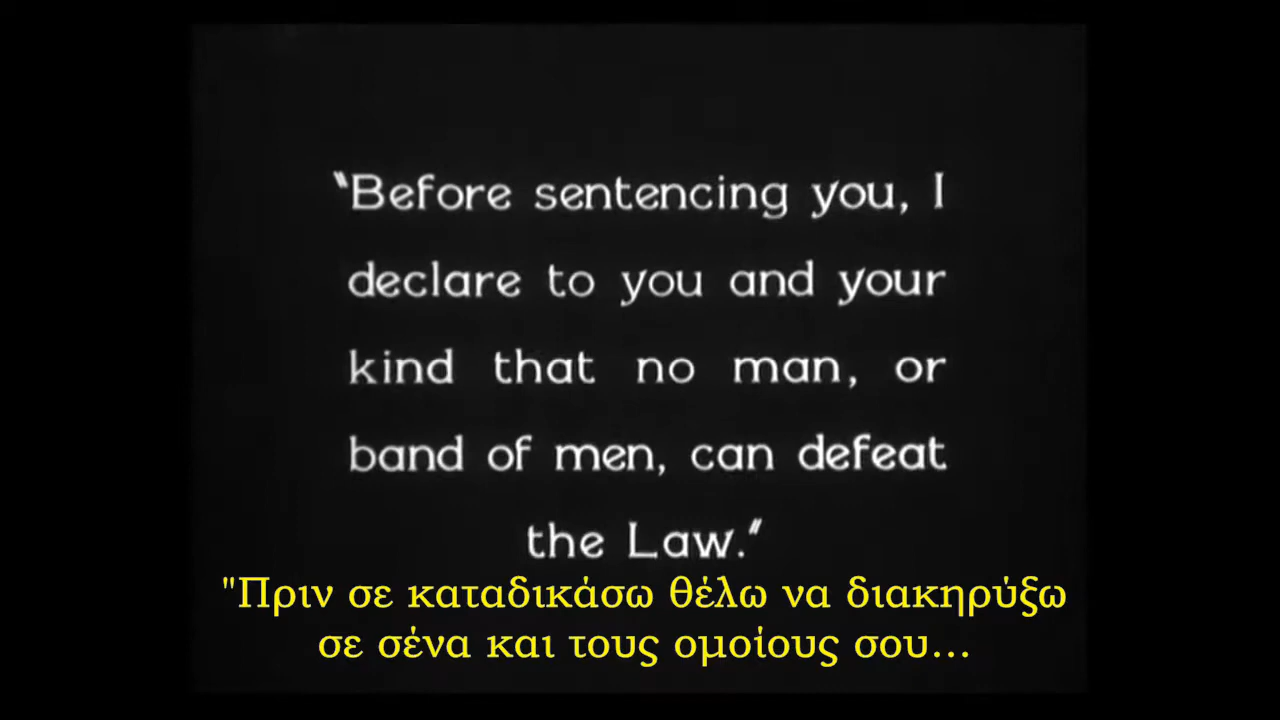 "Before sentencing you, I
declare to you and your
kind that no man, or
band of men, can defeat
the Law."
"Πριν σε καταδικάσω θέλω να διακηρύξω
σε σένα και τους ομοίους σου...